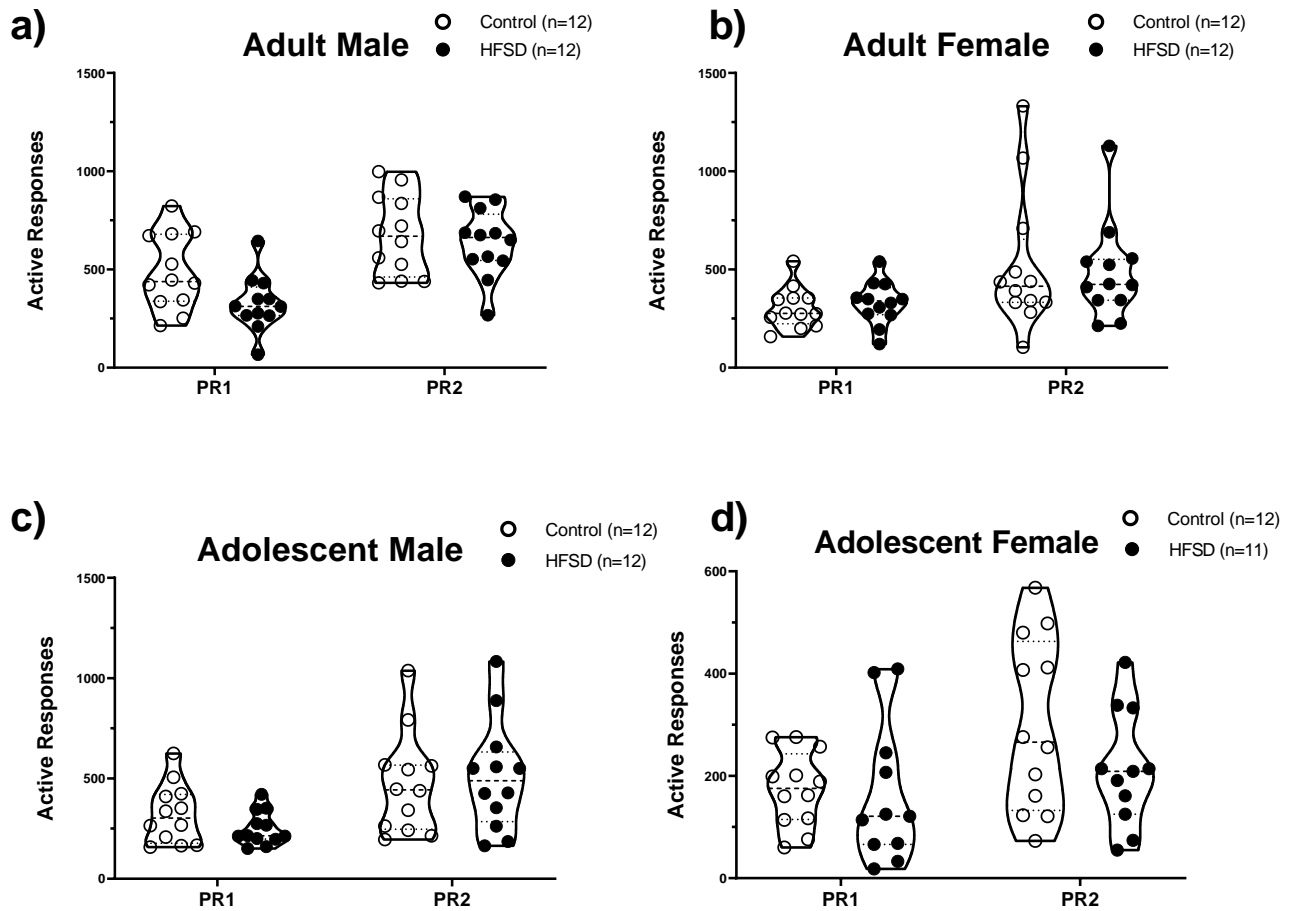 a)
Adult Male
Control (n=12)
HFSD (n=12)
1500
1000
500
0
Active Responses
PR1
PR2
b)
Adult Female
Control (n=12)
HFSD (n=12)
1500
1000
500
0
Active Responses
PR1
PR2
c)
Adolescent Male
Control (n=12)
HFSD (n=12)
1500
1000
500
0
Active Responses
PR1
PR2
d)
Adolescent Female
Control (n=12)
HFSD (n=11)
600
400
200
0
Active Responses
PR1
PR2